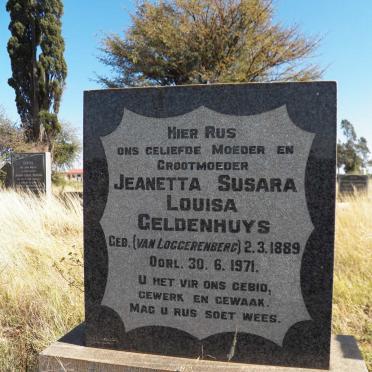 Hier Rus
ons geliefde Moeder en
Grootmoeder
Jeanetta Susara
Louisa
Geldenhuys
Geb. (van Loggerenberg) 2.3.1889
Oorl. 30.6.1971.
U het vir ons gebid,
gewerk en gewaak.
Mag u rus soet wees.